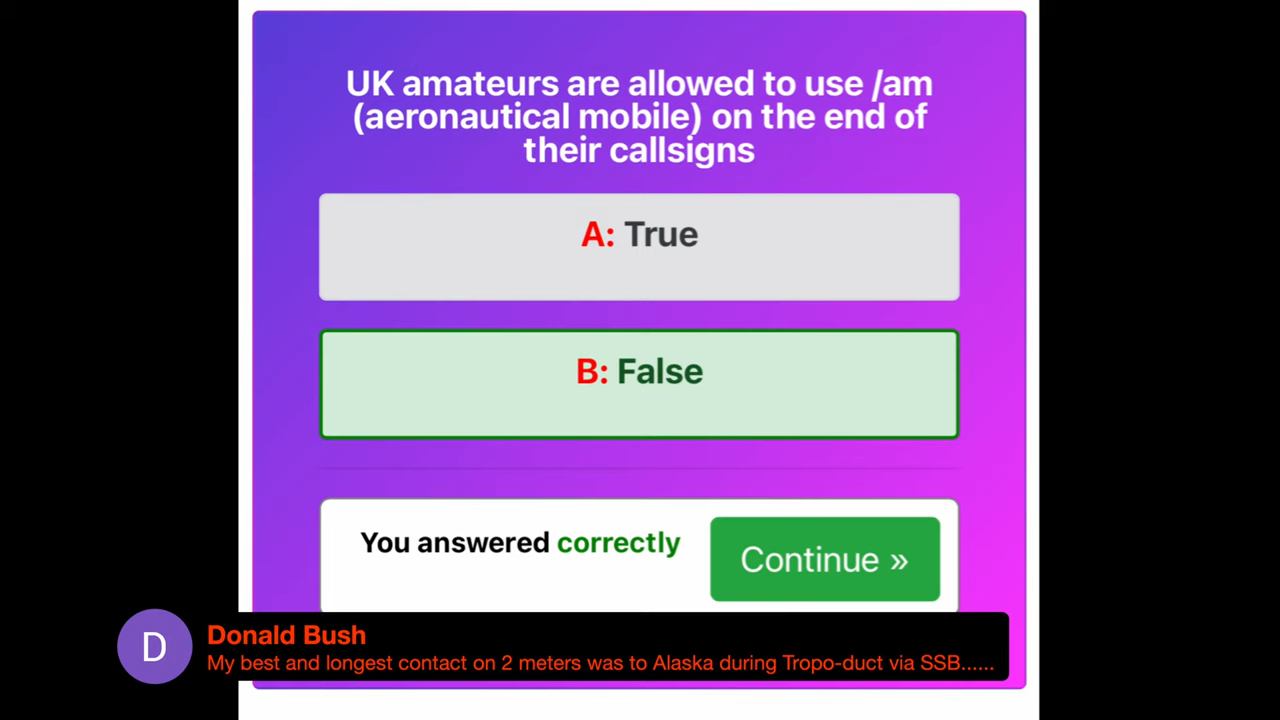 UK amateurs are allowed to use /am
(aeronautical mobile) on the end of
their callsigns
A: True
B: False
You answered correctly
Continue »
D
Donald Bush
My best and longest contact on 2 meters was to Alaska during Tropo-duct via SSB......